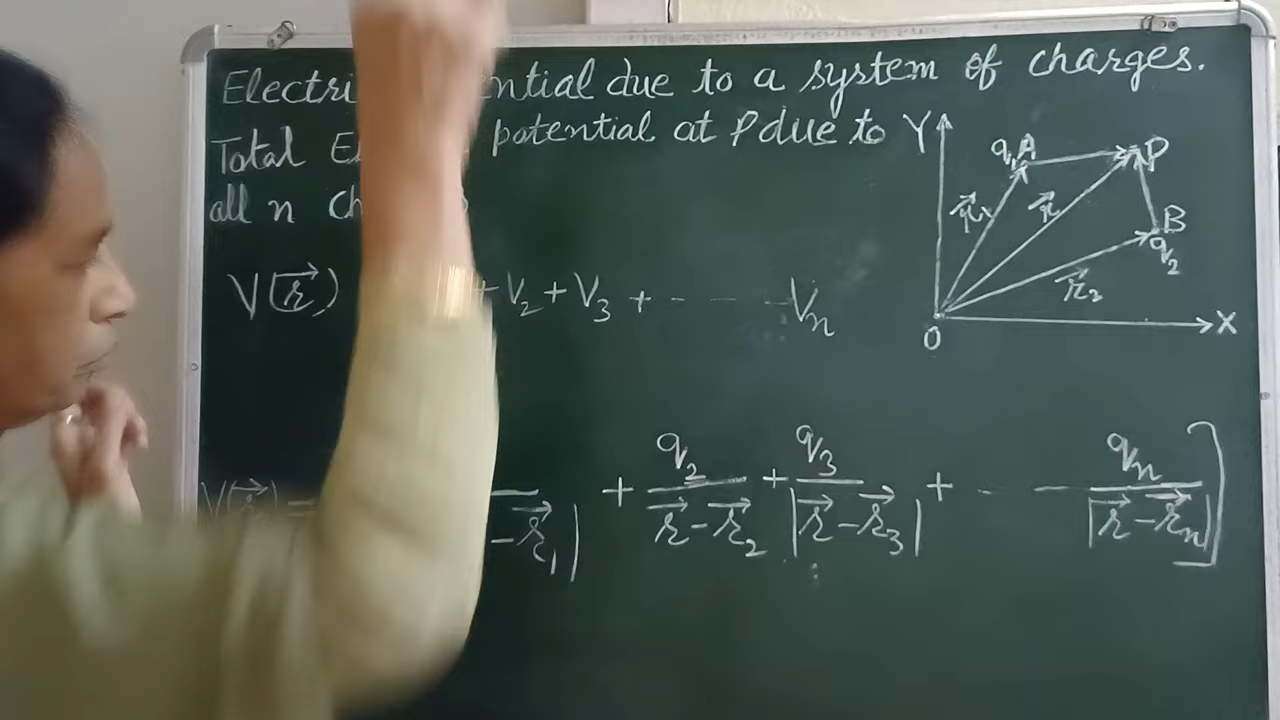 Electri ntial due to a system of charges.
Total E potential at P due to
all n ch
V(r⃗) + V₂ + V₃ + - - - Vₙ
V(r⃗) = - r⃗₁| + q₂/r⃗ - r⃗₂ + q₃/|r⃗ - r⃗₃| + - - qₙ/|r⃗ - r⃗ₙ|]
Y
q₁ A
P
r⃗₁
r⃗
B
q₂
r⃗₂
O
X